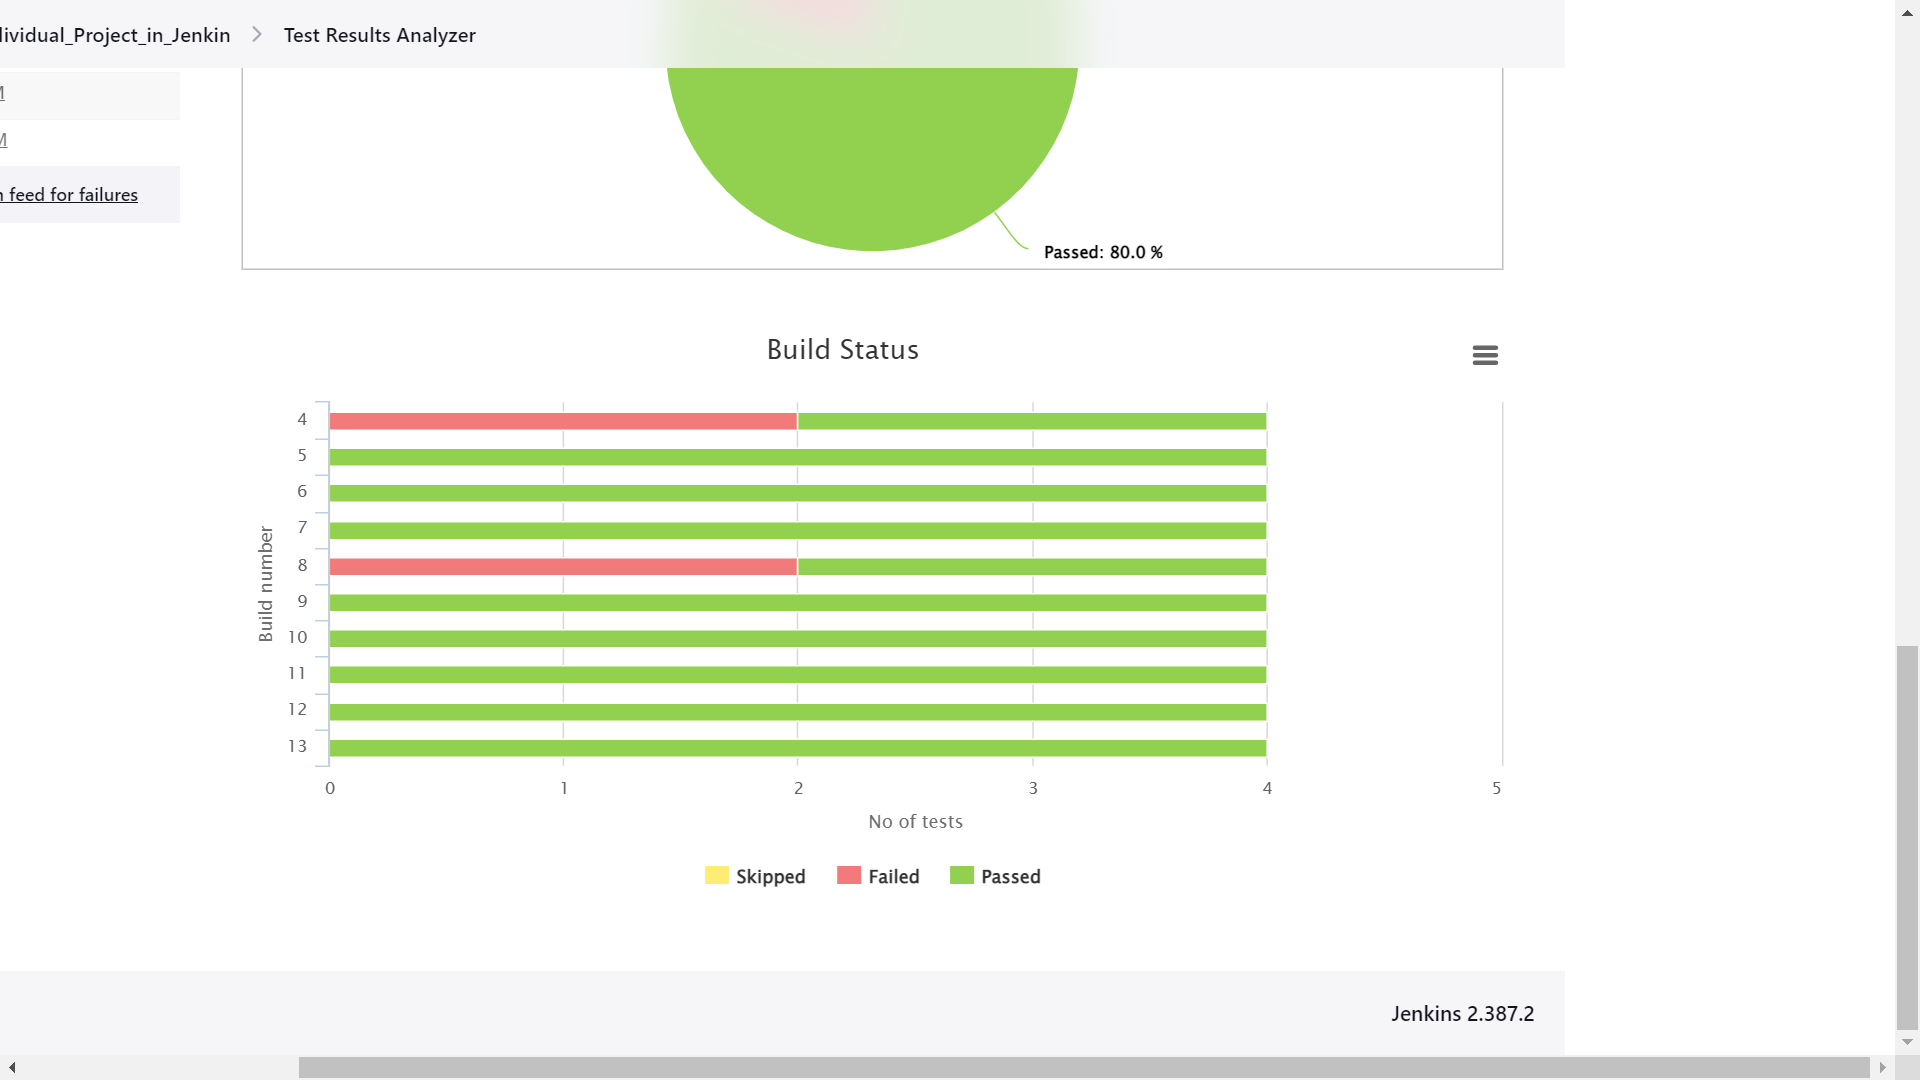 dividual_Project_in_Jenkin > Test Results Analyzer
M
M
feed for failures
Passed: 80.0 %
Build Status
4
5
6
7
8
9
10
11
12
13
Build number
0 1 2 3 4 5
No of tests
Skipped Failed Passed
Jenkins 2.387.2